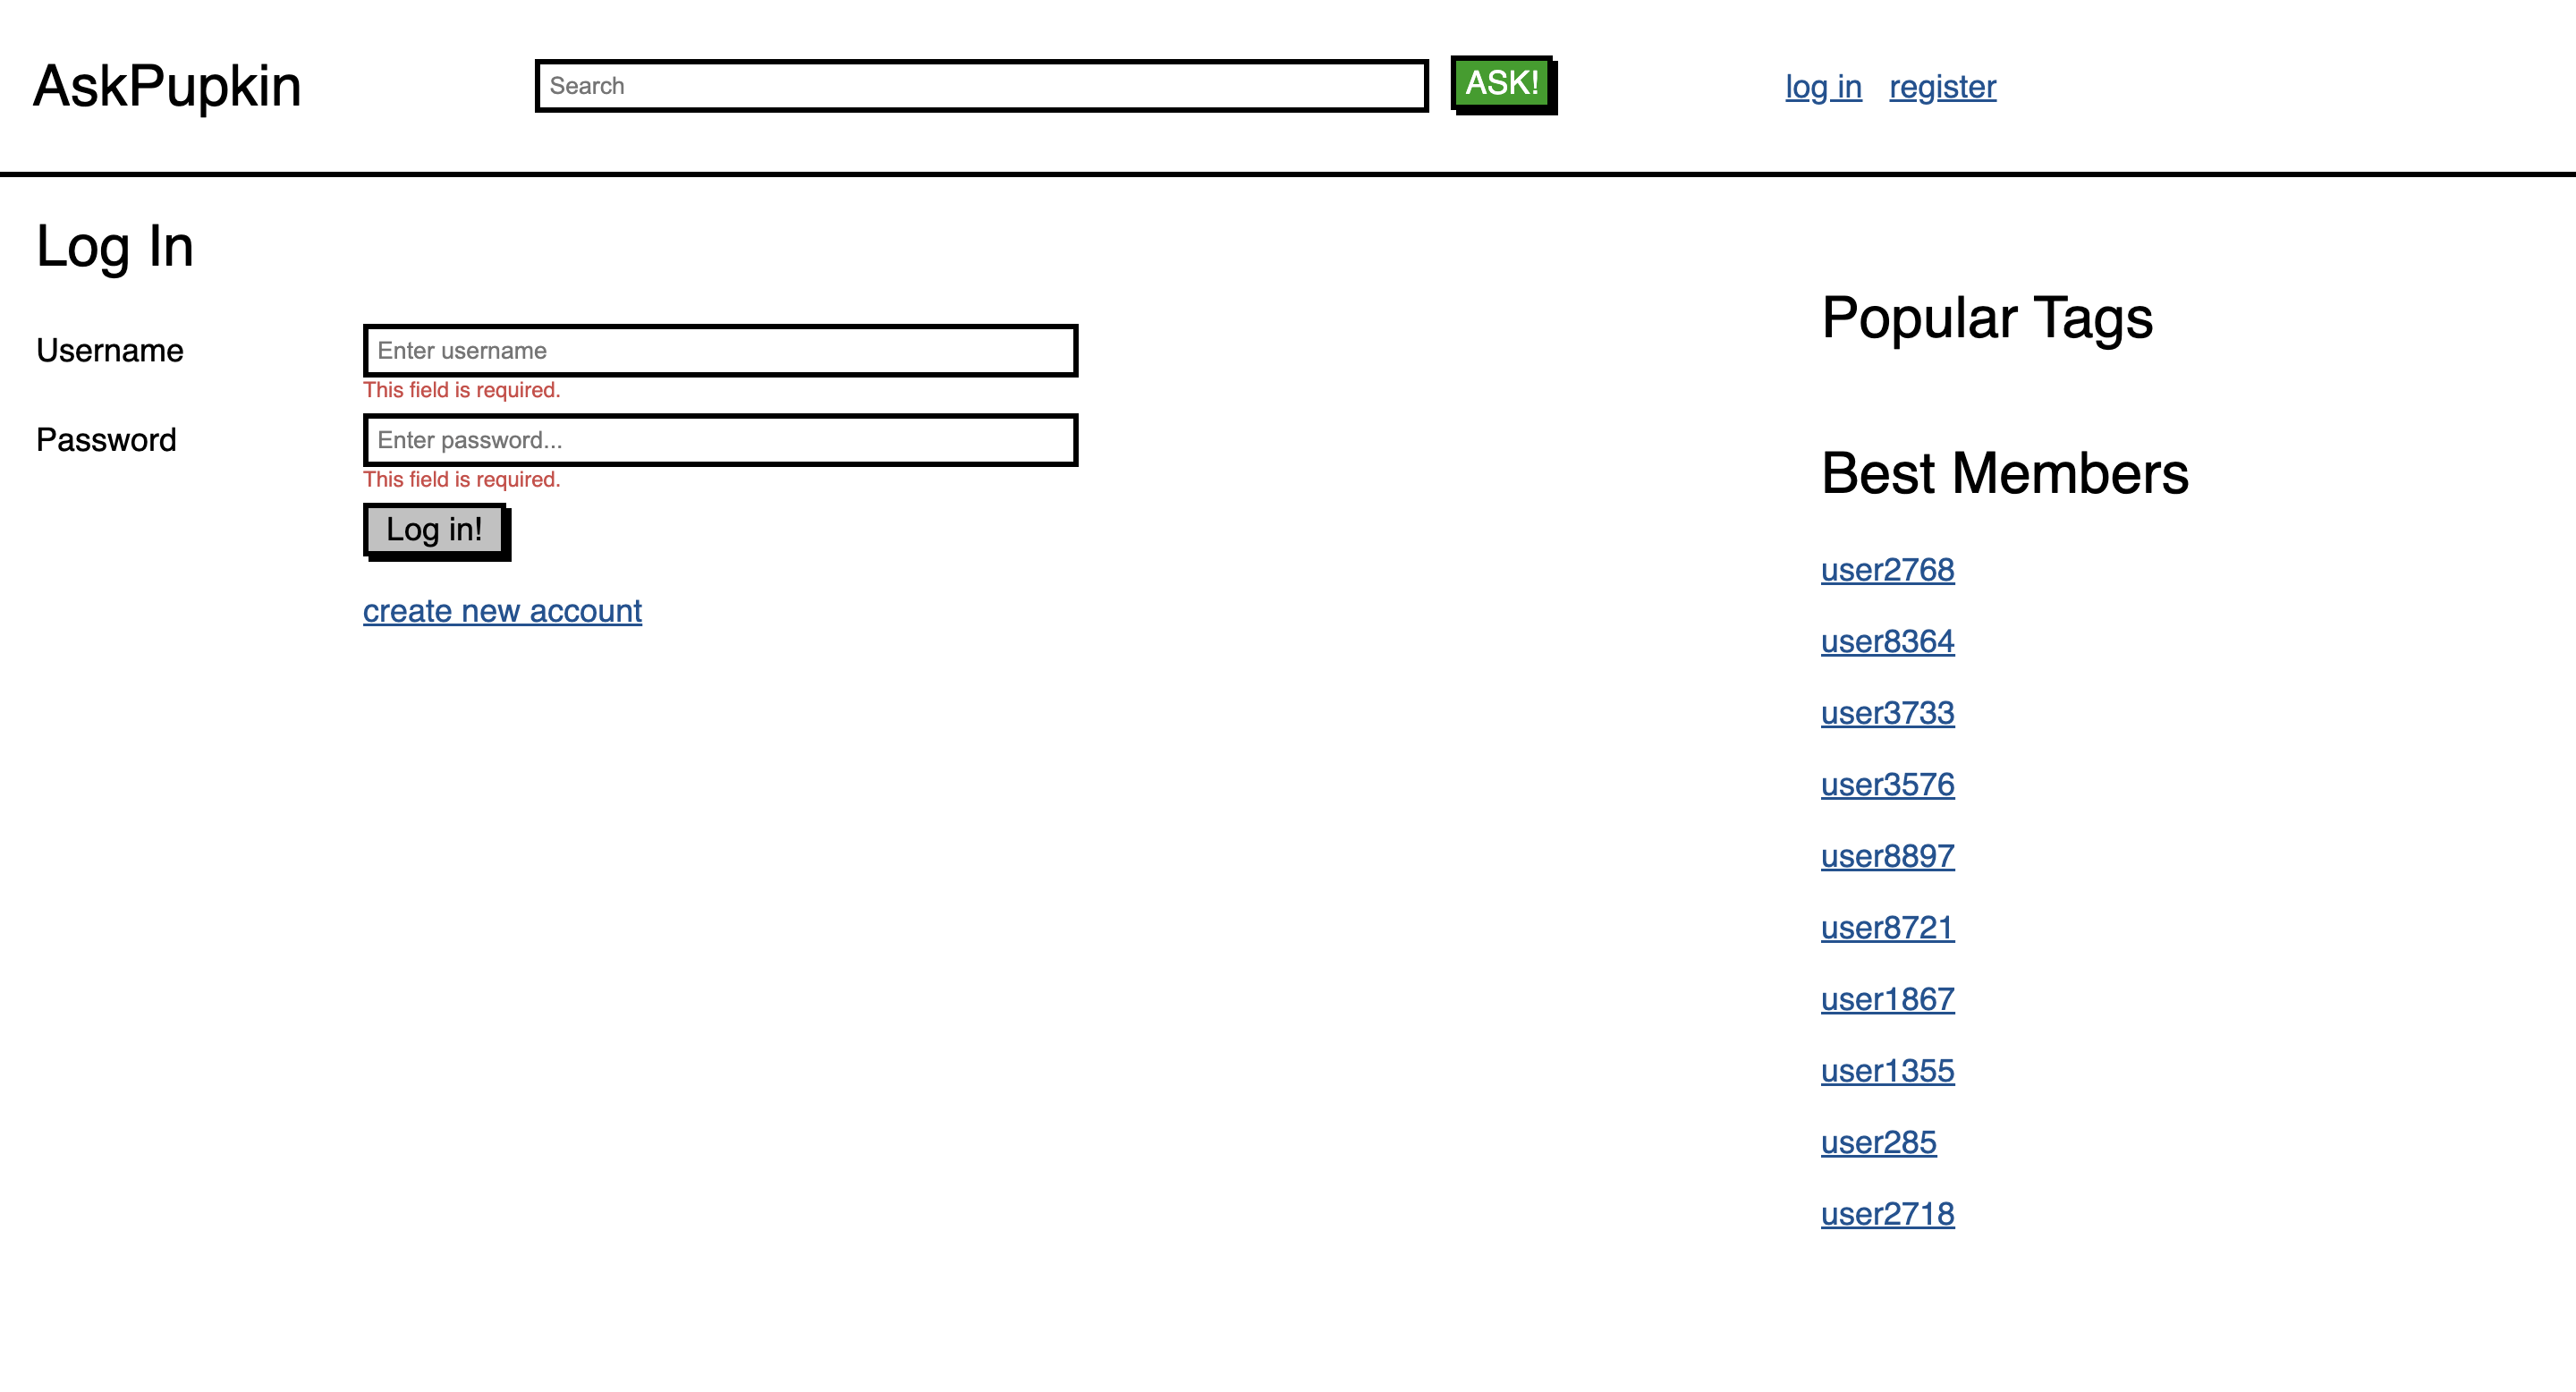 AskPupkin
Search
ASK!
log in register
Log In
Username
Enter username
This field is required.
Password
Enter password...
This field is required.
Log in!
create new account
Popular Tags
Best Members
user2768
user8364
user3733
user3576
user8897
user8721
user1867
user1355
user285
user2718